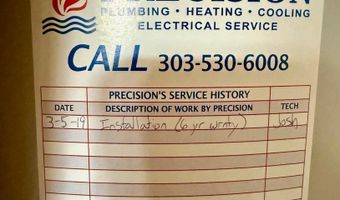 PRECISION
PLUMBING • HEATING • COOLING
ELECTRICAL SERVICE
CALL 303-530-6008
PRECISION'S SERVICE HISTORY
DATE DESCRIPTION OF WORK BY PRECISION TECH
3-5-19 Installation (6 yr wrnty) Josh